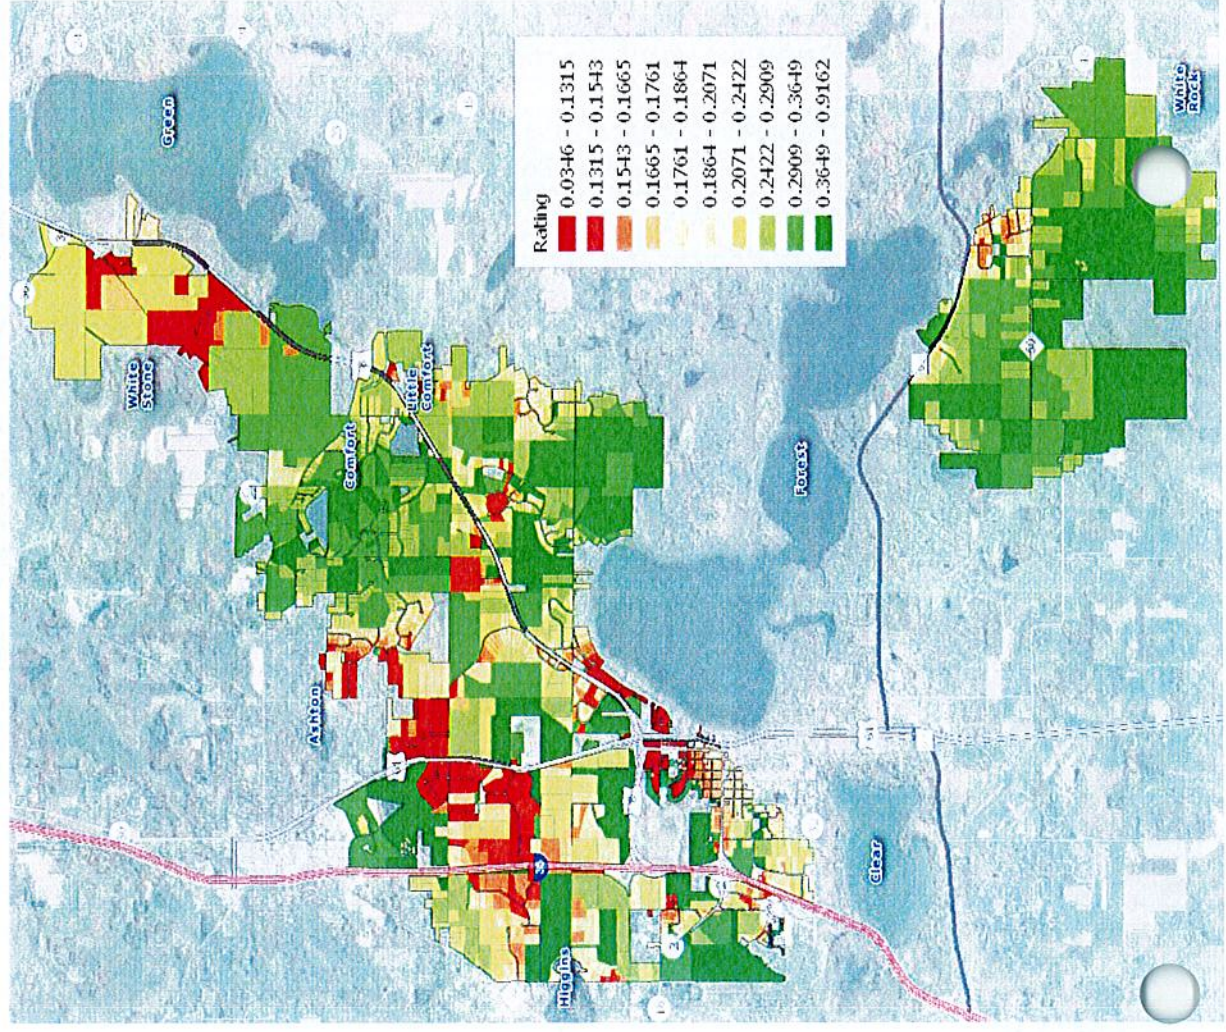 Rating
0.0346 - 0.1315
0.1315 - 0.1543
0.1543 - 0.1665
0.1665 - 0.1761
0.1761 - 0.1864
0.1864 - 0.2071
0.2071 - 0.2422
0.2422 - 0.2909
0.2909 - 0.3649
0.3649 - 0.9162
Green
White
Stone
Comfort
Little
Comfort
Ashton
Higgins
61
35
Forest
Clear
White
Rock